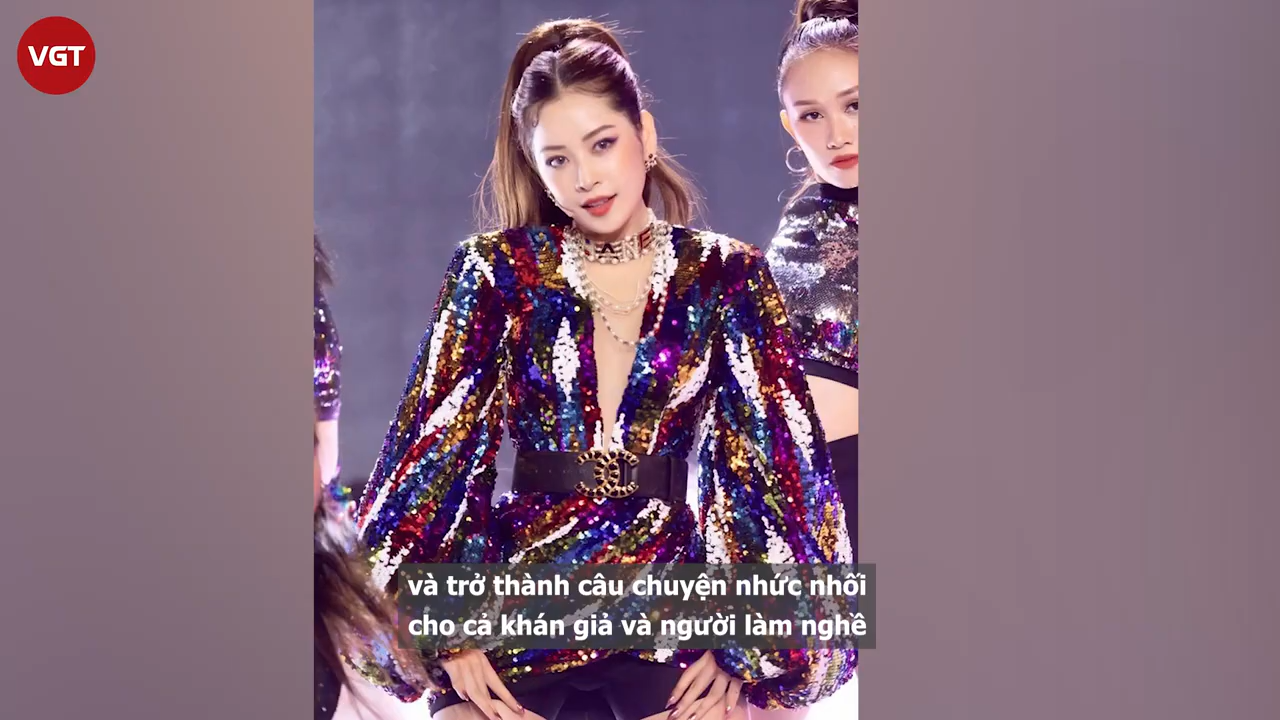 VGT
và trở thành câu chuyện nhức nhối
cho cả khán giả và người làm nghề